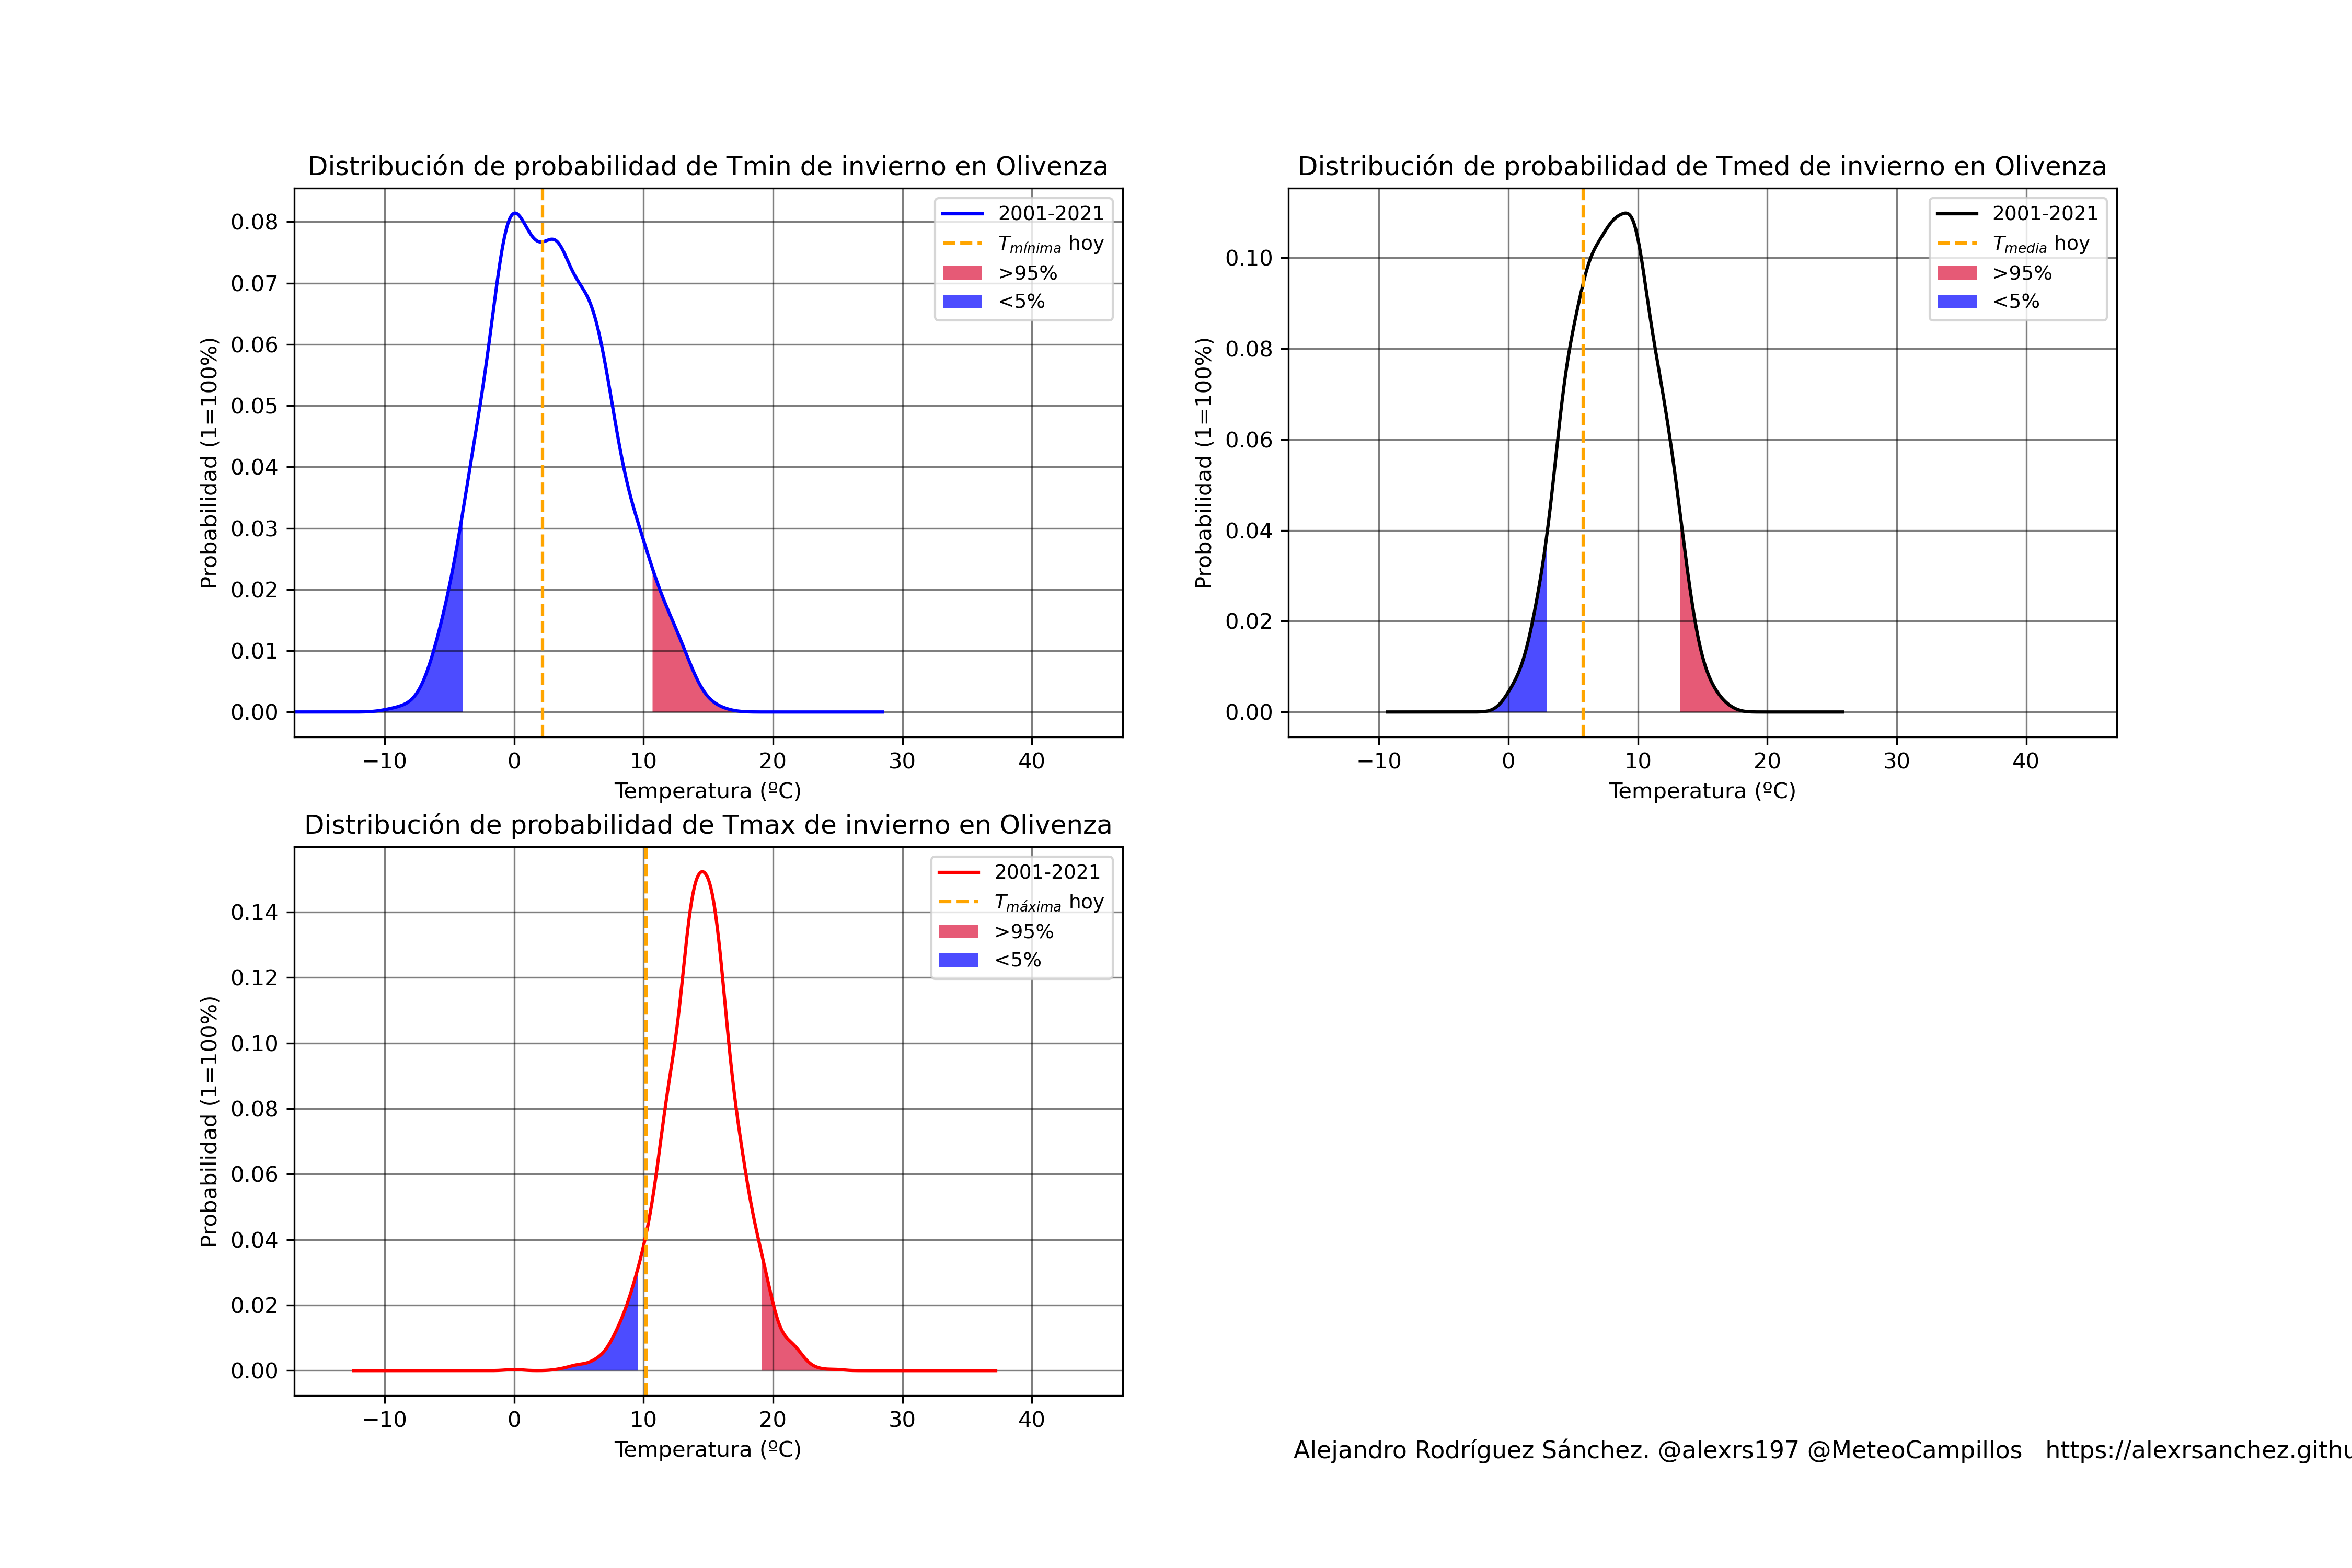 Distribución de probabilidad de Tmin de invierno en Olivenza
Probabilidad (1=100%)
0.08
0.07
0.06
0.05
0.04
0.03
0.02
0.01
0.00
2001-2021
Tmínima hoy
>95%
<5%
−10 0 10 20 30 40
Temperatura (ºC)
Distribución de probabilidad de Tmed de invierno en Olivenza
Probabilidad (1=100%)
0.10
0.08
0.06
0.04
0.02
0.00
2001-2021
Tmedia hoy
>95%
<5%
−10 0 10 20 30 40
Temperatura (ºC)
Distribución de probabilidad de Tmax de invierno en Olivenza
Probabilidad (1=100%)
0.14
0.12
0.10
0.08
0.06
0.04
0.02
0.00
2001-2021
Tmáxima hoy
>95%
<5%
−10 0 10 20 30 40
Temperatura (ºC)
Alejandro Rodríguez Sánchez. @alexrs197 @MeteoCampillos https://alexrsanchez.githu